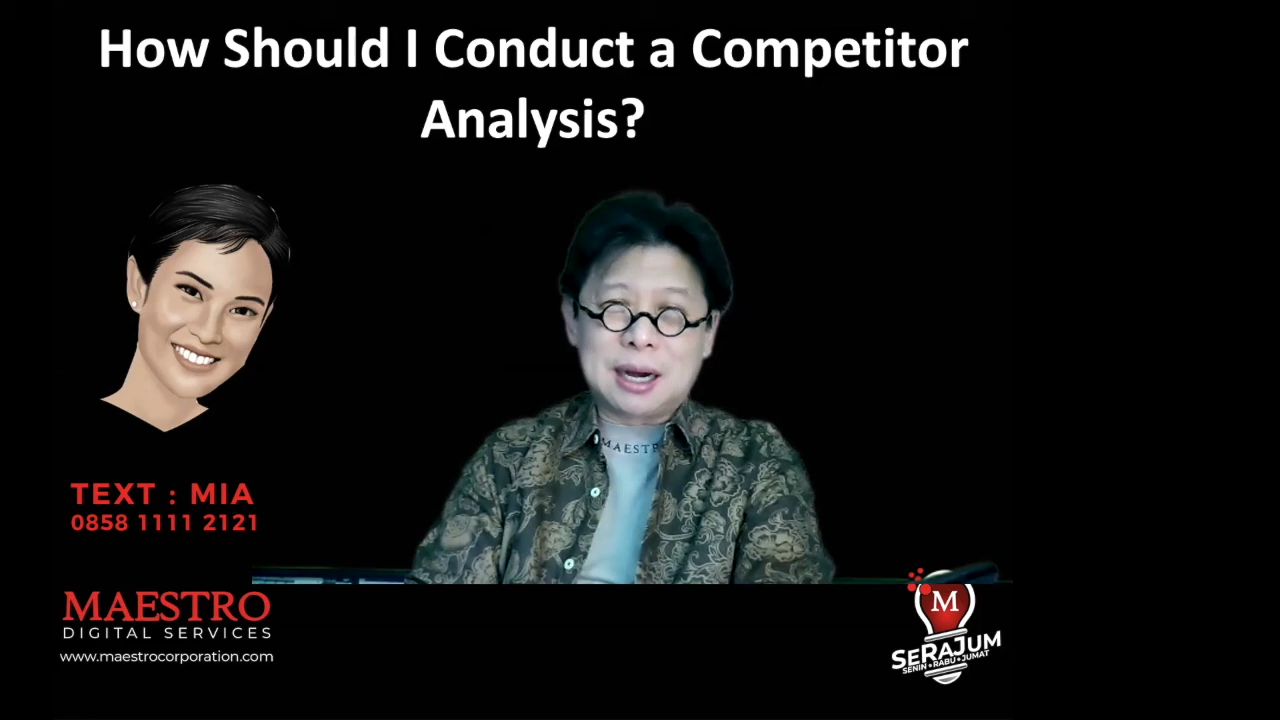 How Should I Conduct a Competitor
Analysis?
MAESTR
TEXT : MIA
0858 1111 2121
MAESTRO
DIGITAL SERVICES
www.maestrocorporation.com
M
SERAJUM
SENIN • RABU • JUMAT